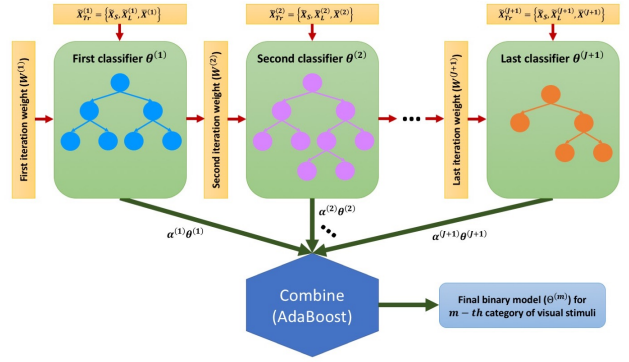 X̃_Tr^(1) = {X̃_S, X̃_L^(1), X̄^(1)}
X̃_Tr^(2) = {X̃_S, X̃_L^(2), X̄^(2)}
X̃_Tr^(J+1) = {X̃_S, X̃_L^(J+1), X̄^(J+1)}
First iteration weight (W^(1))
First classifier θ^(1)
Second iteration weight (W^(2))
Second classifier θ^(2)
...
Last iteration weight (W^(J+1))
Last classifier θ^(J+1)
α^(1)θ^(1)
α^(2)θ^(2)
...
α^(J+1)θ^(J+1)
Combine
(AdaBoost)
Final binary model (Θ^(m)) for
m − th category of visual stimuli